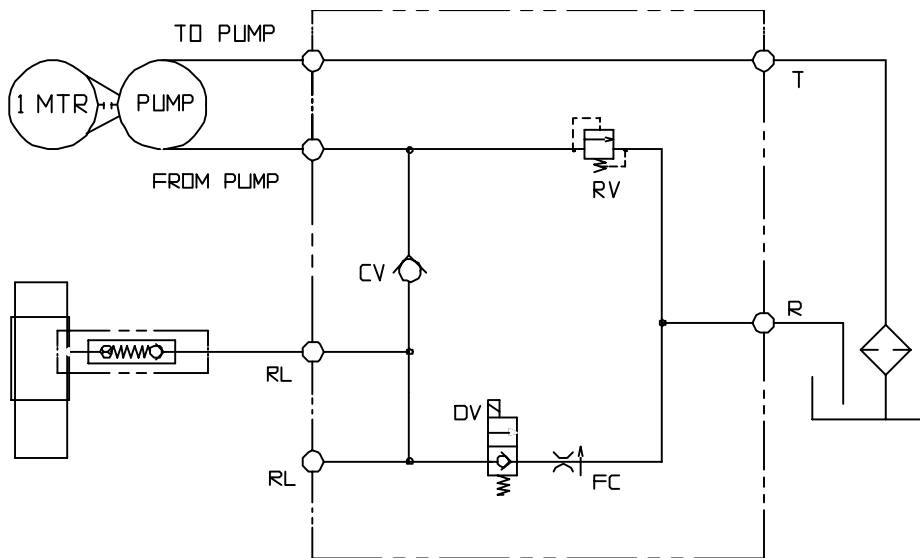 TO PUMP
T
1 MTR
PUMP
FROM PUMP
RV
CV
R
RL
DV
RL
FC